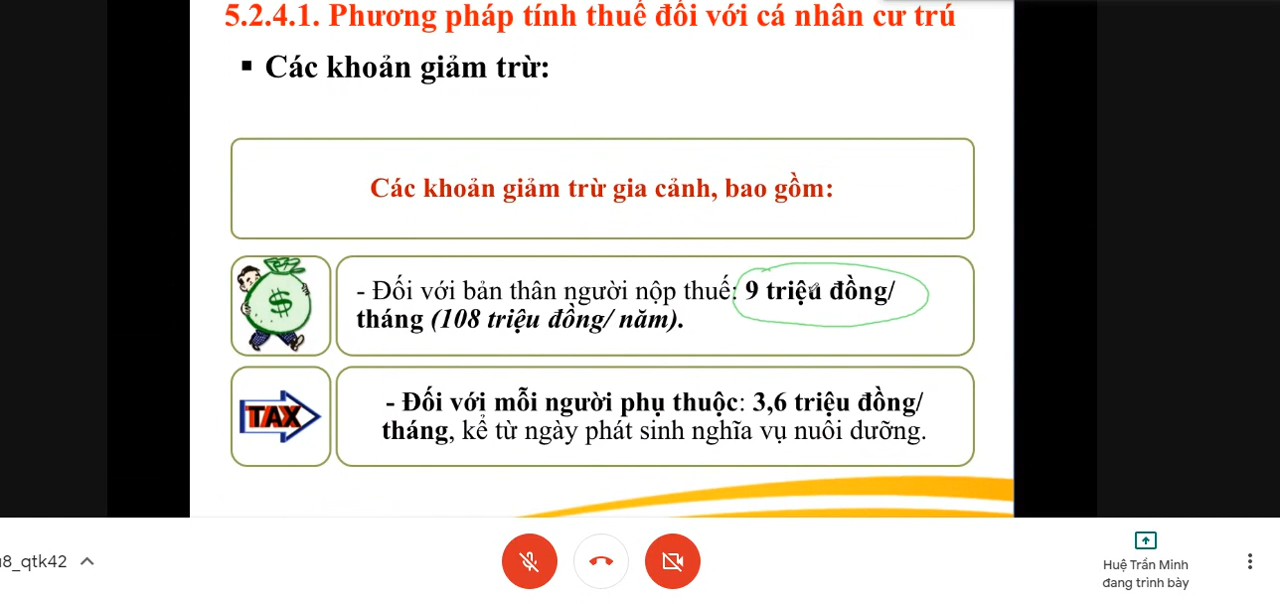 5.2.4.1. Phương pháp tính thuế đối với cá nhân cư trú
▪ Các khoản giảm trừ:
Các khoản giảm trừ gia cảnh, bao gồm:
$
- Đối với bản thân người nộp thuế: 9 triệu đồng/
tháng (108 triệu đồng/ năm).
TAX
- Đối với mỗi người phụ thuộc: 3,6 triệu đồng/
tháng, kể từ ngày phát sinh nghĩa vụ nuôi dưỡng.
8_qtk42
Huệ Trần Minh
đang trình bày